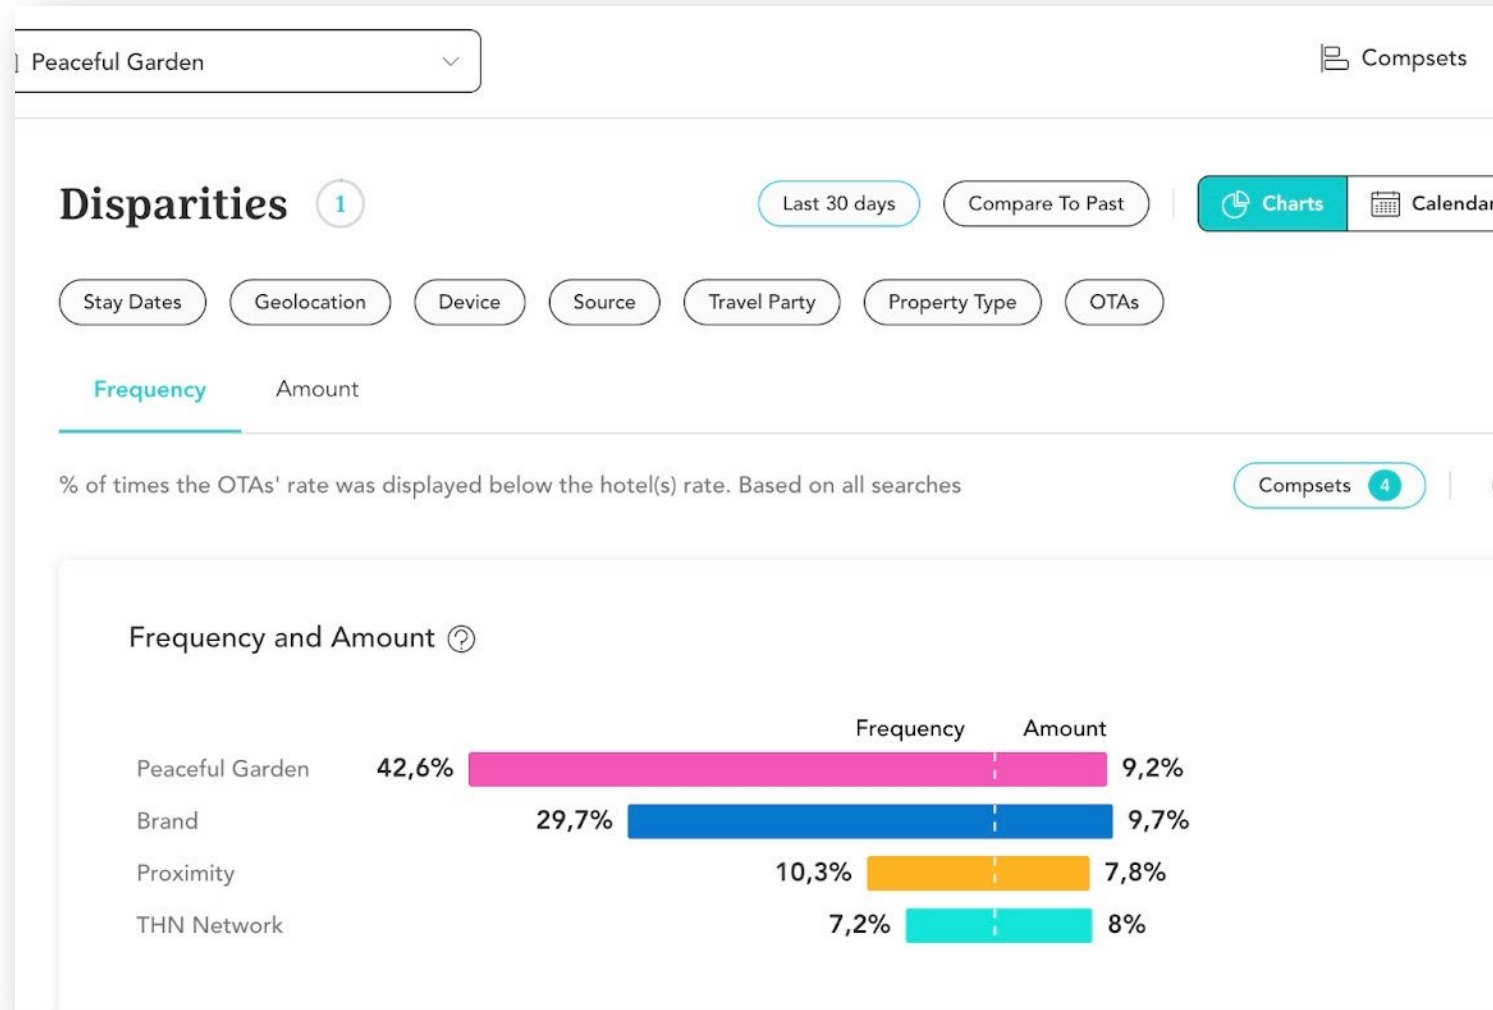 Peaceful Garden
Compsets
Disparities 1
Last 30 days
Compare To Past
Charts
Calendar
Stay Dates
Geolocation
Device
Source
Travel Party
Property Type
OTAs
Frequency
Amount
% of times the OTAs' rate was displayed below the hotel(s) rate. Based on all searches
Compsets 4
Frequency and Amount ?
Frequency Amount
Peaceful Garden 42,6% 9,2%
Brand 29,7% 9,7%
Proximity 10,3% 7,8%
THN Network 7,2% 8%